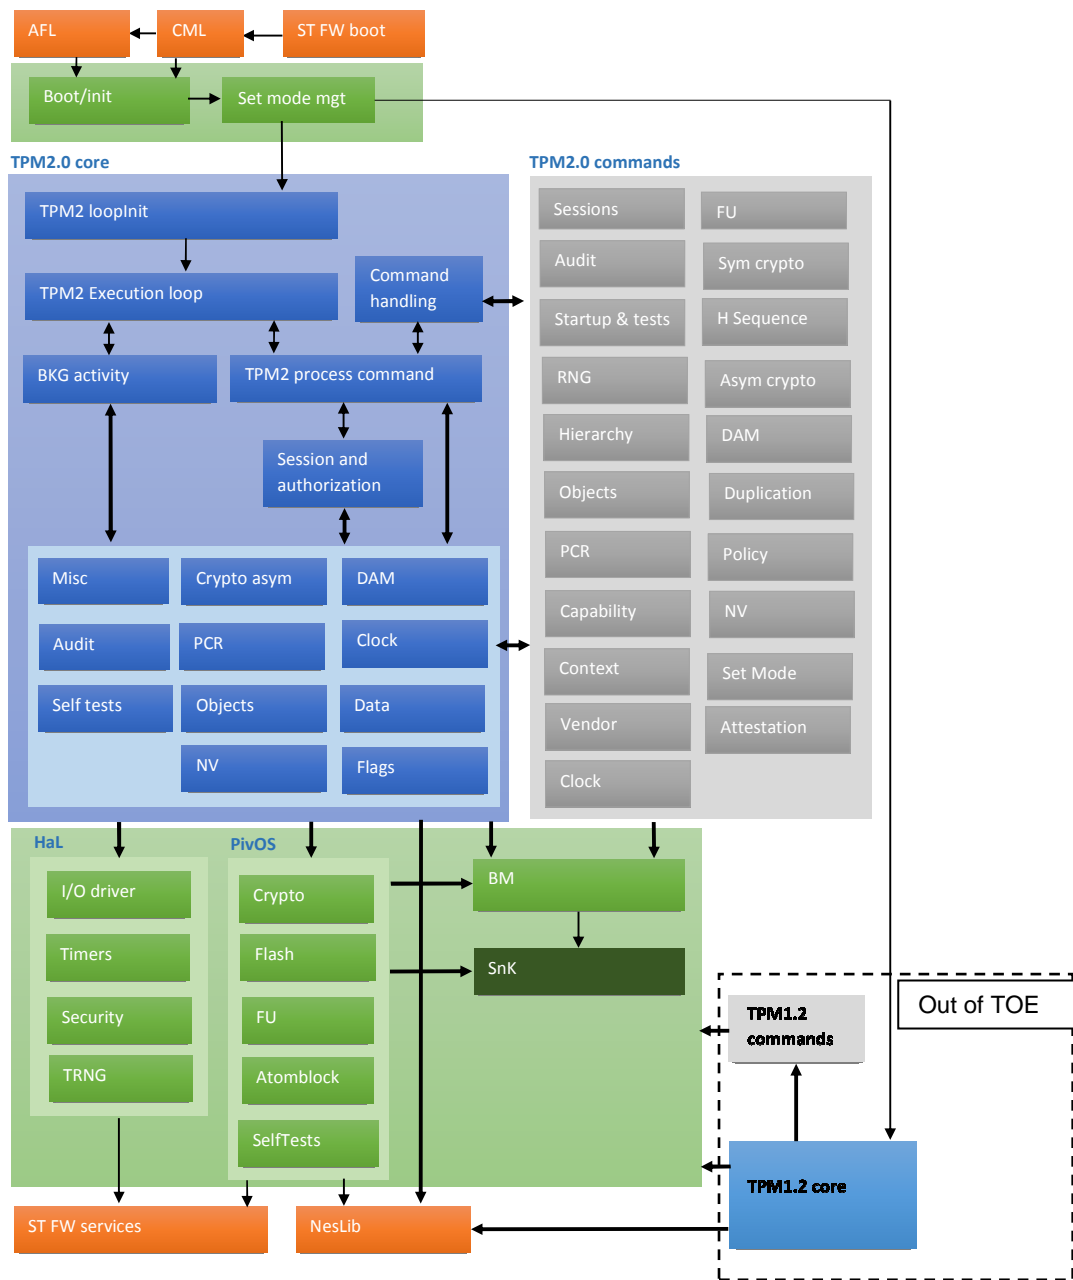 AFL
CML
ST FW boot
Boot/init
Set mode mgt
TPM2.0 core
TPM2 loopInit
TPM2 Execution loop
Command
handling
BKG activity
TPM2 process command
Session and
authorization
Misc
Crypto asym
DAM
Audit
PCR
Clock
Self tests
Objects
Data
NV
Flags
TPM2.0 commands
Sessions
FU
Audit
Sym crypto
Startup & tests
H Sequence
RNG
Asym crypto
Hierarchy
DAM
Objects
Duplication
PCR
Policy
Capability
NV
Context
Set Mode
Vendor
Attestation
Clock
HaL
I/O driver
Timers
Security
TRNG
PivOS
Crypto
Flash
FU
Atomblock
SelfTests
BM
SnK
Out of TOE
TPM1.2
commands
TPM1.2 core
ST FW services
NesLib